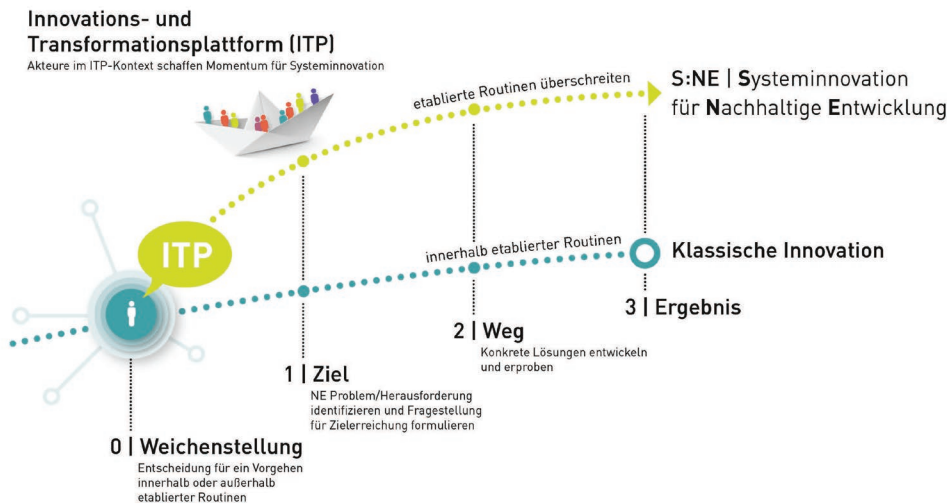 Innovations- und
Transformationsplattform (ITP)
Akteure im ITP-Kontext schaffen Momentum für Systeminnovation
etablierte Routinen überschreiten
S:NE | Systeminnovation
für Nachhaltige Entwicklung
ITP
innerhalb etablierter Routinen
Klassische Innovation
3 | Ergebnis
2 | Weg
Konkrete Lösungen entwickeln
und erproben
1 | Ziel
NE Problem/Herausforderung
identifizieren und Fragestellung
für Zielerreichung formulieren
0 | Weichenstellung
Entscheidung für ein Vorgehen
innerhalb oder außerhalb
etablierter Routinen